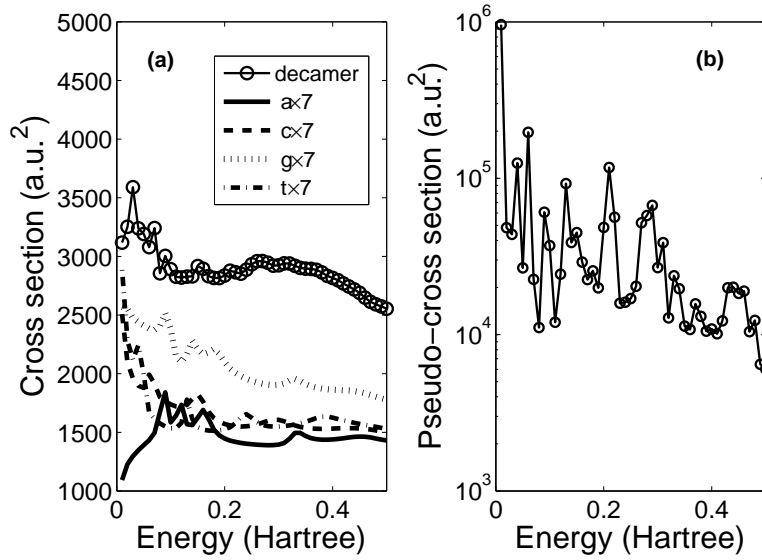 (a)
decamer
a×7
c×7
g×7
t×7
5000
4500
4000
3500
3000
2500
2000
1500
1000
Cross section (a.u.²)
0
0.2
0.4
Energy (Hartree)
(b)
10⁶
10⁵
10⁴
10³
Pseudo−cross section (a.u.²)
0
0.2
0.4
Energy (Hartree)